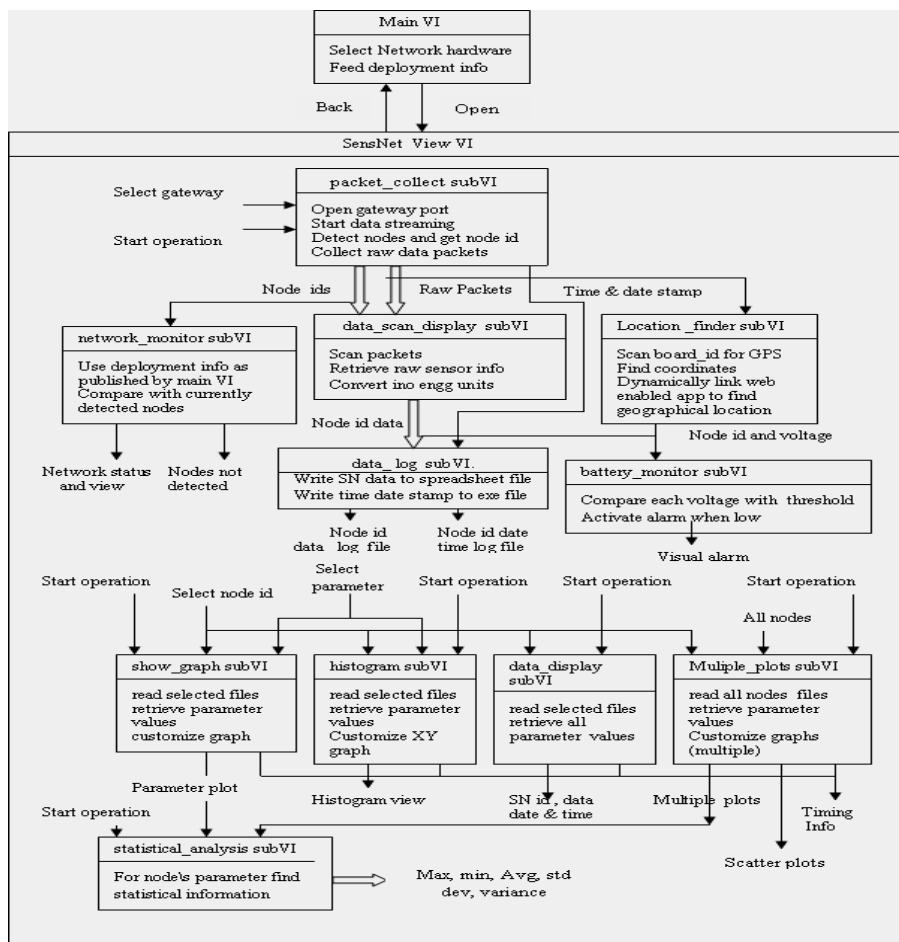 Main VI
Select Network hardware
Feed deployment info
Back
Open
SensNet View VI
packet_collect subVI
Select gateway
Open gateway port
Start data streaming
Start operation
Detect nodes and get node id
Collect raw data packets
Node ids
Raw Packets
Time & date stamp
network_monitor subVI
Use deployment info as
published by main VI
Compare with currently
detected nodes
data_scan_display subVI
Scan packets
Retrieve raw sensor info
Convert ino engg units
Location _finder subVI
Scan board_id for GPS
Find coordinates
Dynamically link web
enabled app to find
geographical location
Node id data
Node id and voltage
Network status
and view
Nodes not
detected
data_ log subVI.
Write SN data to spreadsheet file
Write time date stamp to exe file
battery_monitor subVI
Compare each voltage with threshold
Activate alarm when low
Node id
data log file
Node id date
time log file
Visual alarm
Start operation
Select node id
Select
parameter
Start operation
Start operation
Start operation
All nodes
show_graph subVI
read selected files
retrieve parameter
values
customize graph
histogram subVI
read selected files
retrieve parameter
values
Customize XY
graph
data_display
subVI
read selected files
retrieve all
parameter values
Muliple_plots subVI
read all nodes files
retrieve parameter
values
Customize graphs
(multiple)
Parameter plot
Histogram view
SN id , data
date & time
Multiple plots
Timing
Info
Scatter plots
Start operation
statistical_analysis subVI
For node's parameter find
statistical information
Max, min, Avg, std
dev, variance